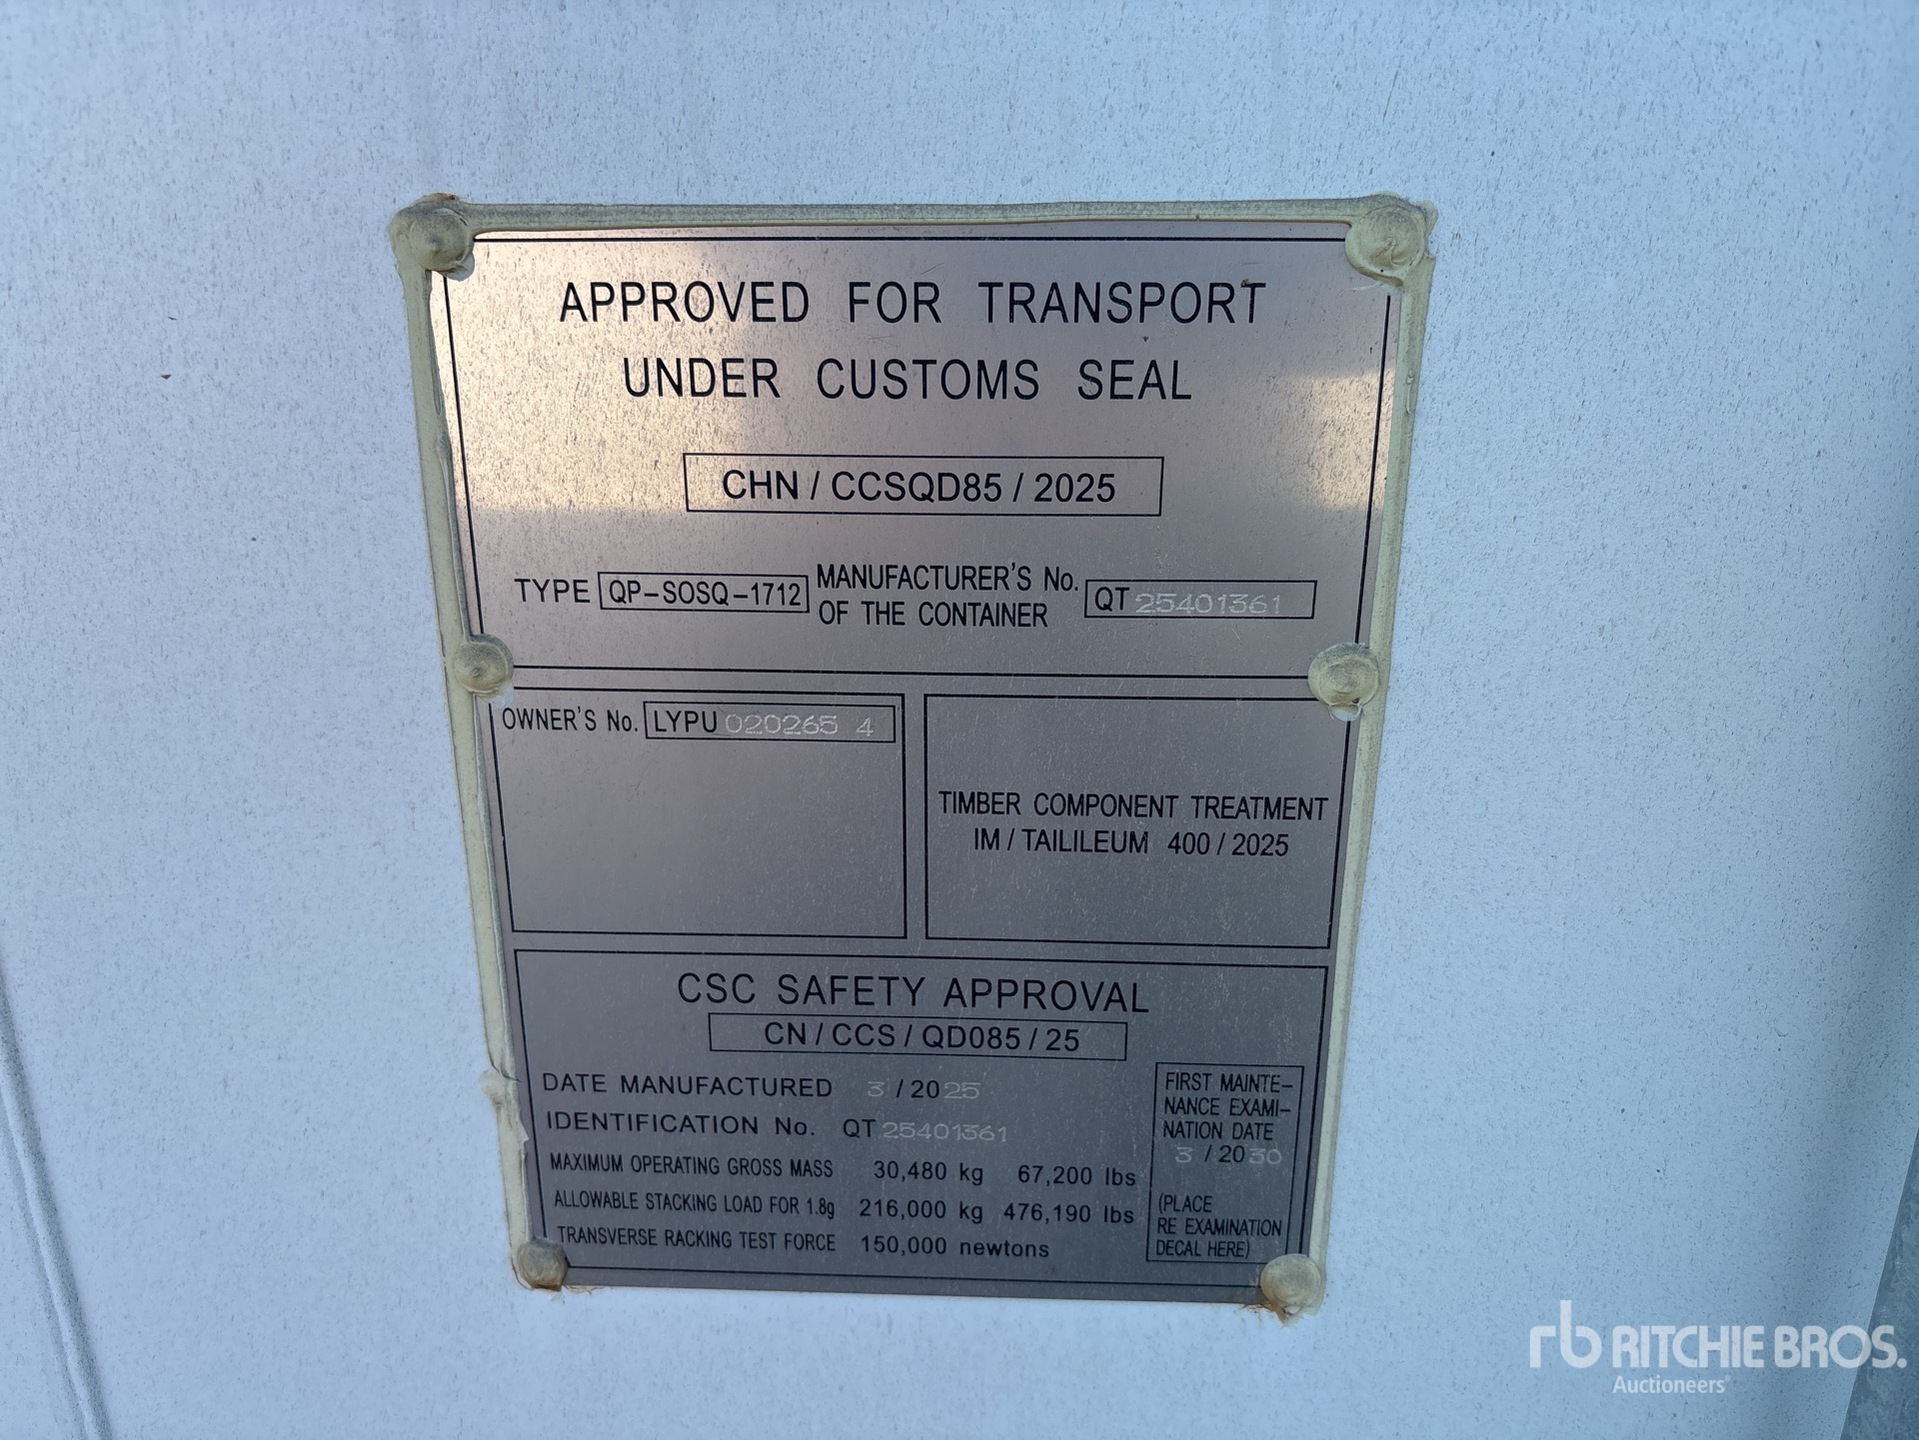 APPROVED FOR TRANSPORT
UNDER CUSTOMS SEAL
CHN / CCSQD85 / 2025
TYPE QP-SOSQ-1712 MANUFACTURER'S No. OF THE CONTAINER QT 25401361
OWNER'S No. LYPU 020265 4
TIMBER COMPONENT TREATMENT
IM / TAILILEUM 400 / 2025
CSC SAFETY APPROVAL
CN / CCS / QD085 / 25
DATE MANUFACTURED 3 / 2025
IDENTIFICATION No. QT 25401361
MAXIMUM OPERATING GROSS MASS 30,480 kg 67,200 lbs
ALLOWABLE STACKING LOAD FOR 1.8g 216,000 kg 476,190 lbs
TRANSVERSE RACKING TEST FORCE 150,000 newtons
FIRST MAINTE-
NANCE EXAMI-
NATION DATE
3 / 2030
(PLACE
RE EXAMINATION
DECAL HERE)
rb RITCHIE BROS.
Auctioneers